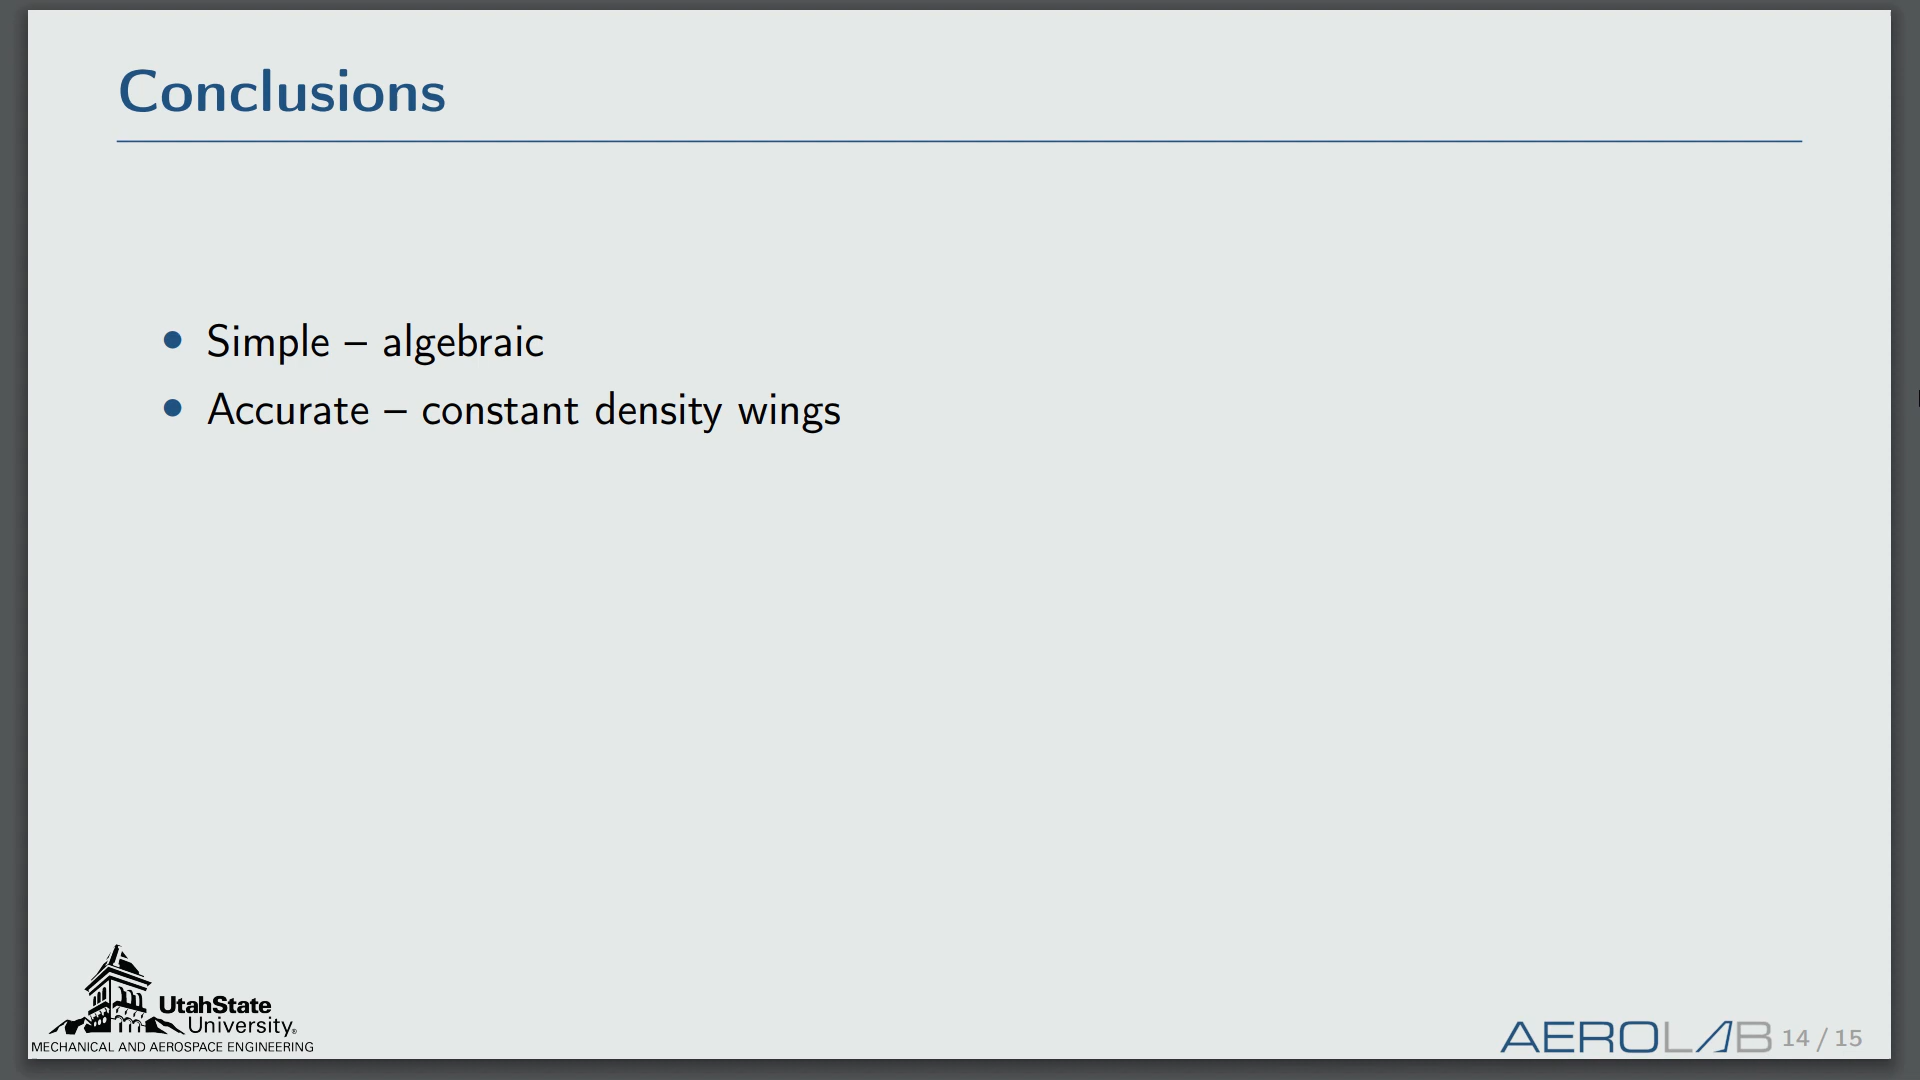 Conclusions
• Simple – algebraic
• Accurate – constant density wings
UtahState
University®
MECHANICAL AND AEROSPACE ENGINEERING
AEROLAB 14 / 15